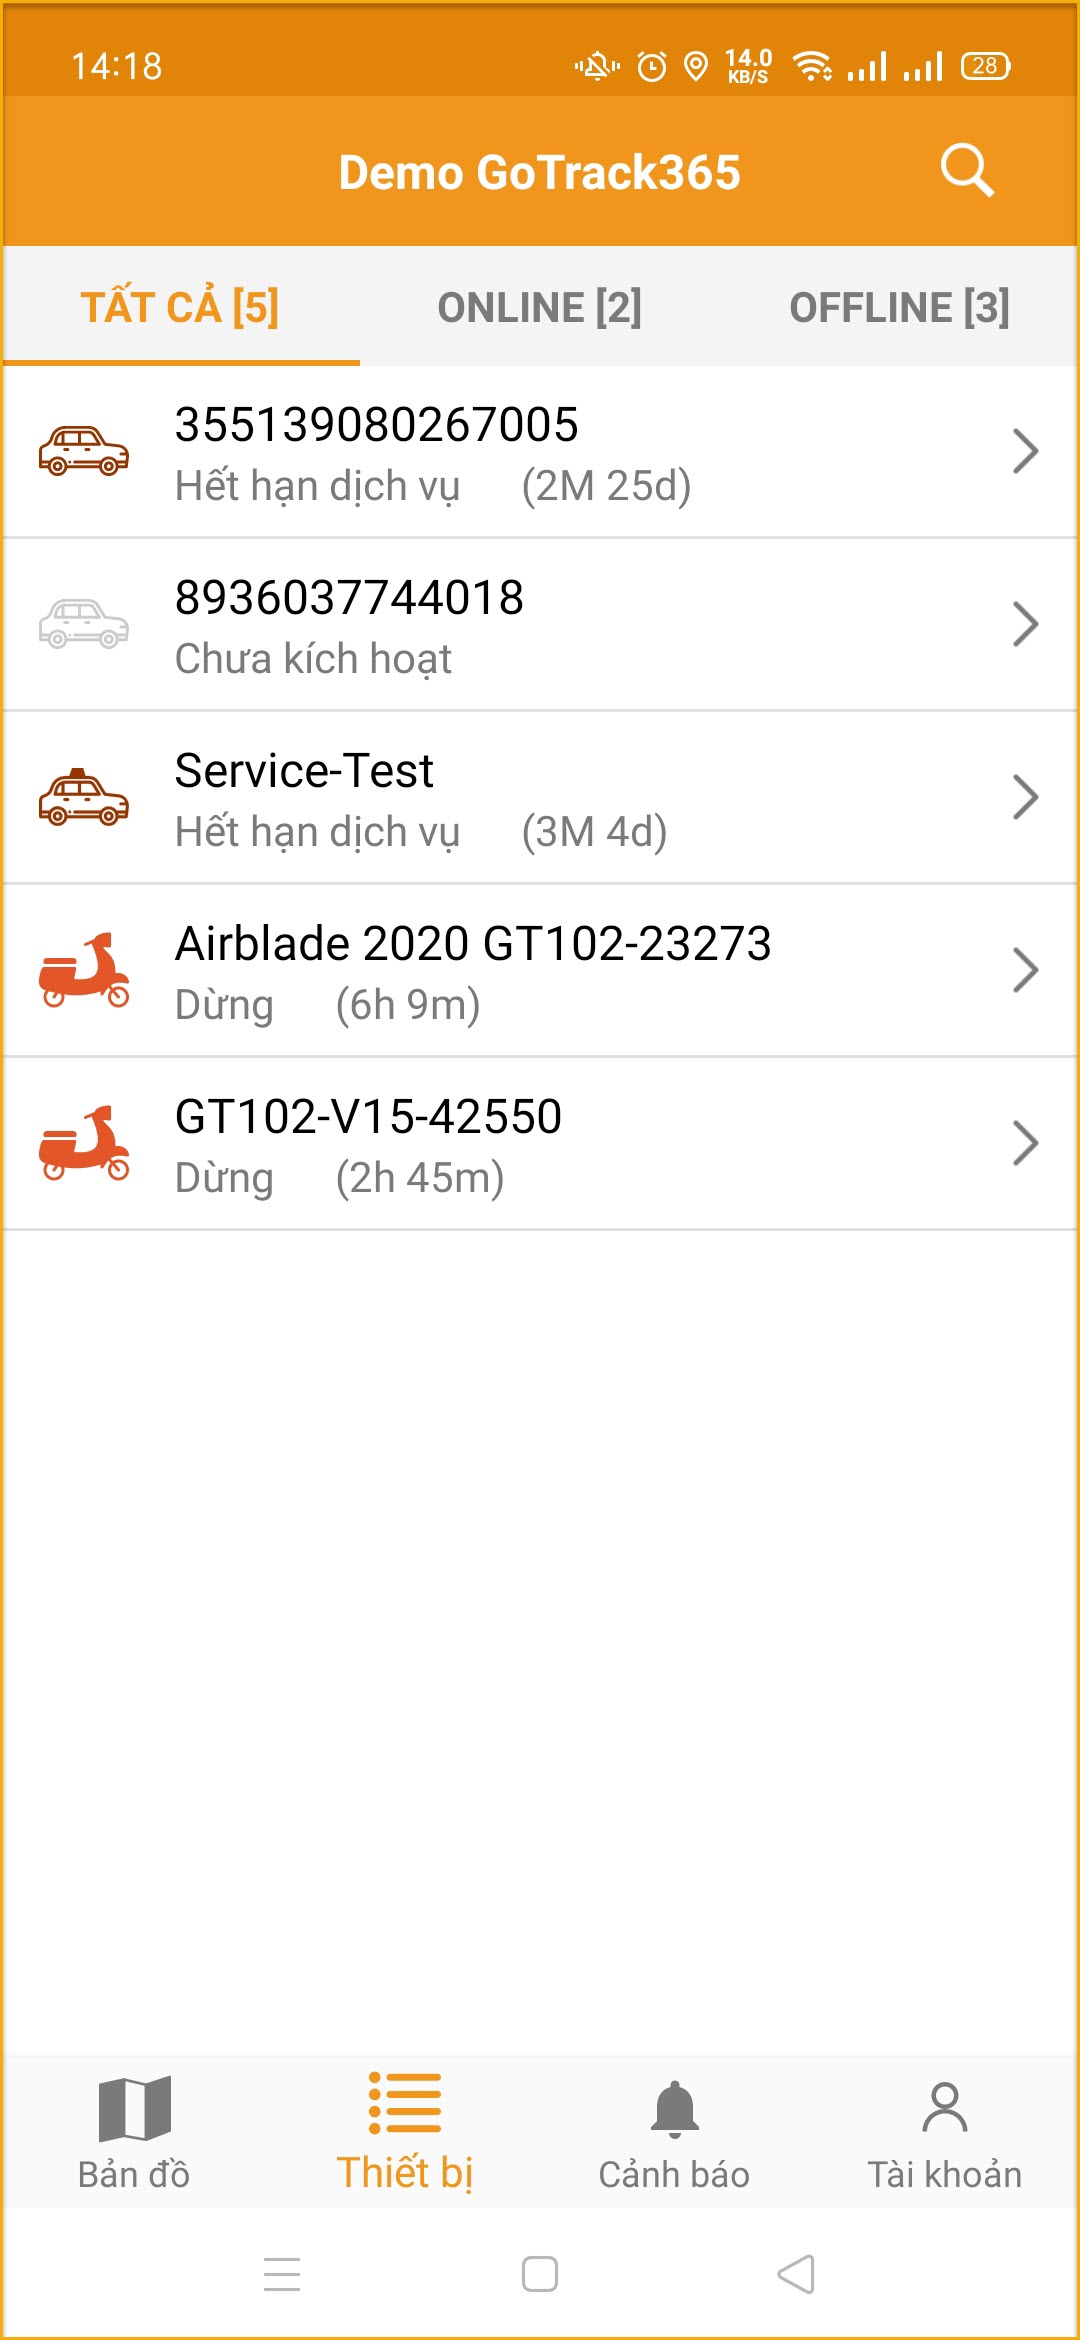 14:18
14.0
KB/S
28
Demo GoTrack365
TẤT CẢ [5] ONLINE [2] OFFLINE [3]
355139080267005
Hết hạn dịch vụ (2M 25d)
8936037744018
Chưa kích hoạt
Service-Test
Hết hạn dịch vụ (3M 4d)
Airblade 2020 GT102-23273
Dừng (6h 9m)
GT102-V15-42550
Dừng (2h 45m)
Bản đồ Thiết bị Cảnh báo Tài khoản